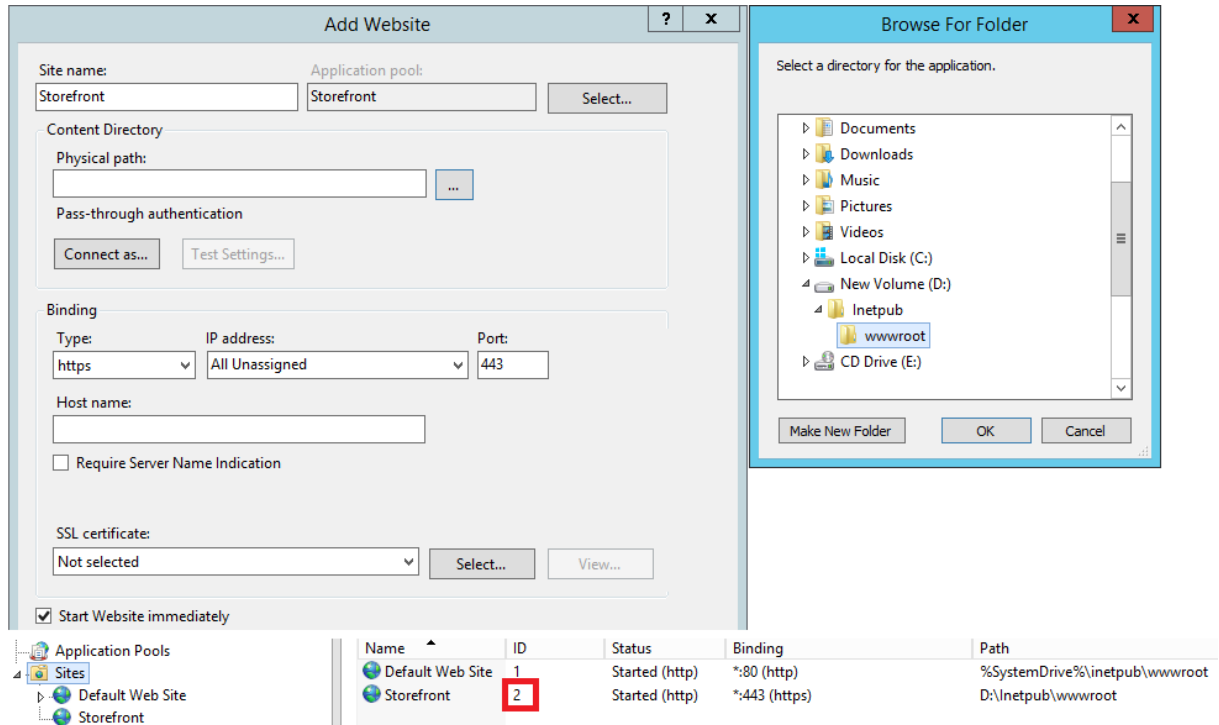 Add Website
? x
Site name:
Application pool:
Storefront
Storefront
Select...
Content Directory
Physical path:
...
Pass-through authentication
Connect as...
Test Settings...
Binding
Type:
IP address:
Port:
https
All Unassigned
443
Host name:
Require Server Name Indication
SSL certificate:
Not selected
Select...
View...
Start Website immediately
Browse For Folder
x
Select a directory for the application.
Documents
Downloads
Music
Pictures
Videos
Local Disk (C:)
New Volume (D:)
Inetpub
wwwroot
CD Drive (E:)
Make New Folder
OK
Cancel
Application Pools
Sites
Default Web Site
Storefront
Name ID Status Binding Path
Default Web Site 1 Started (http) *:80 (http) %SystemDrive%\inetpub\wwwroot
Storefront 2 Started (http) *:443 (https) D:\Inetpub\wwwroot